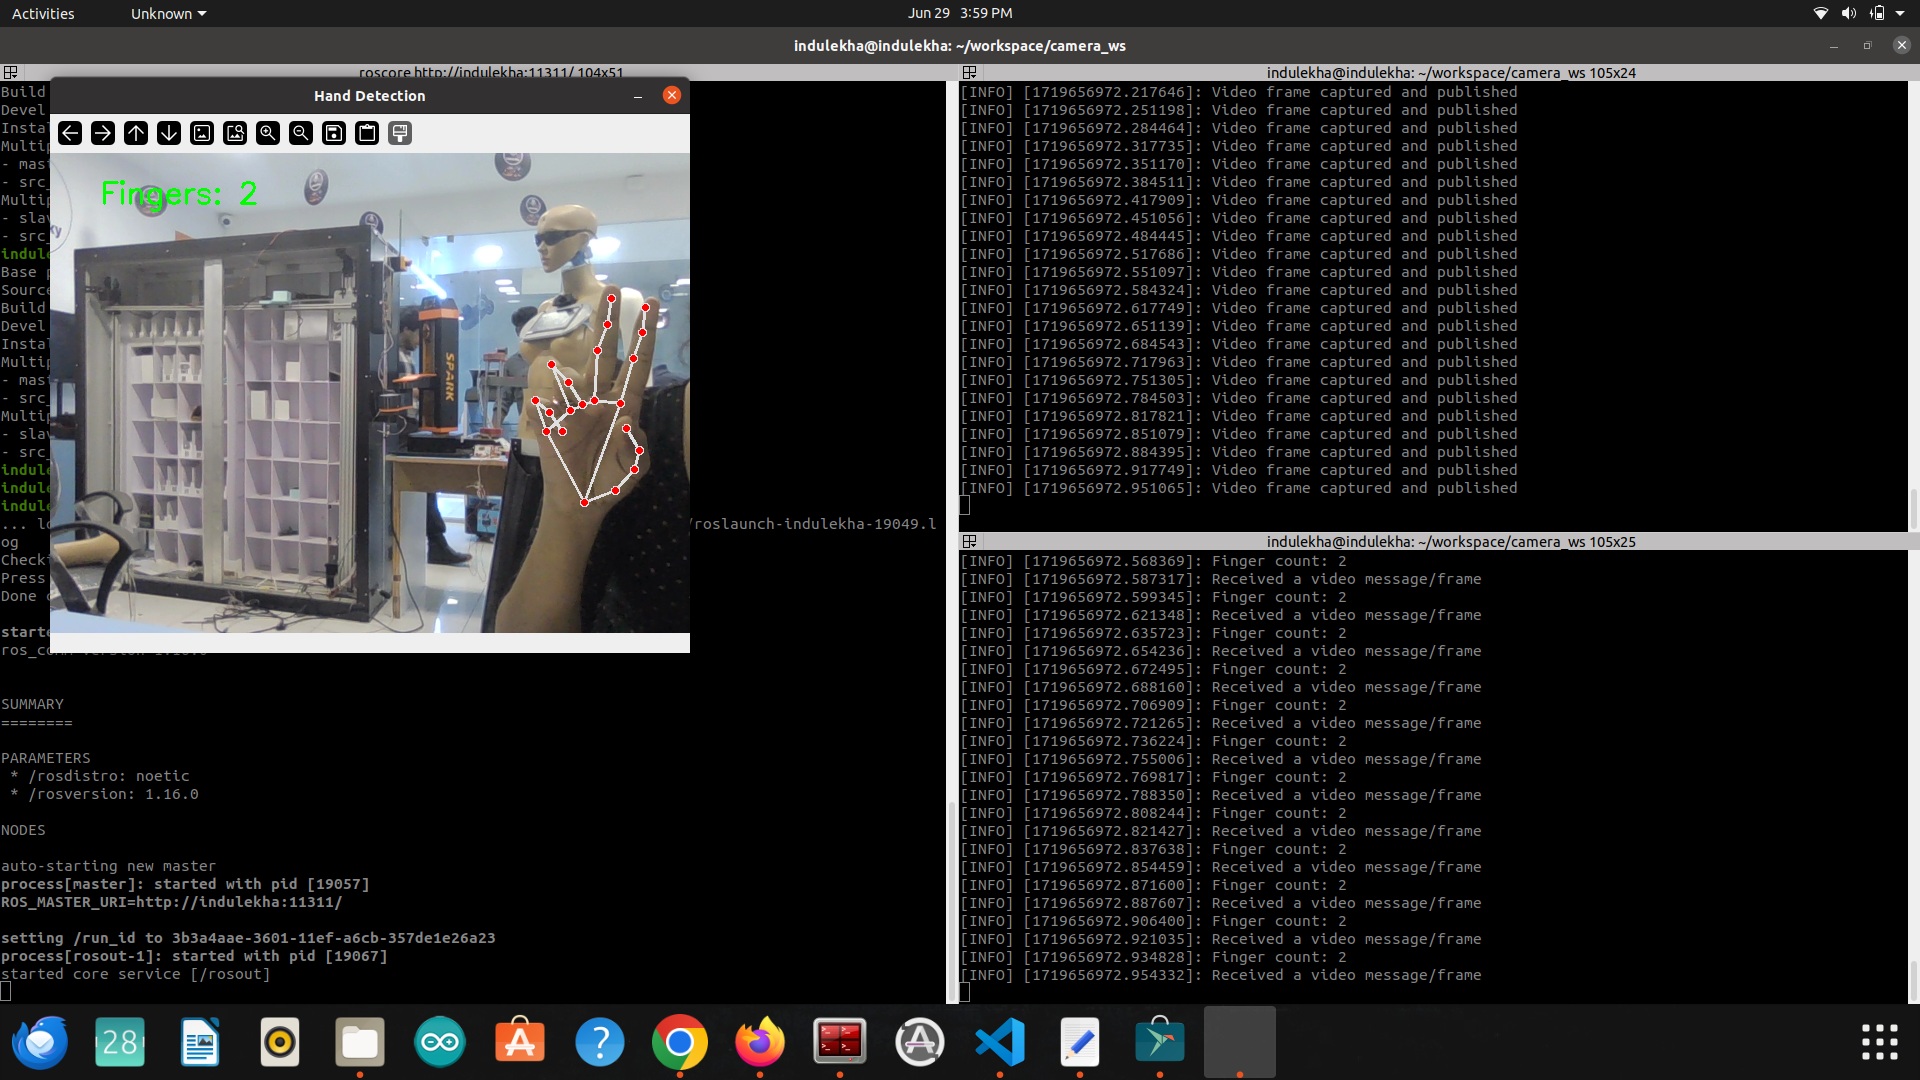 Activities
Unknown
Jun 29 3:59 PM
indulekha@indulekha: ~/workspace/camera_ws
roscore http://indulekha:11311/ 104x51
Build
Devel
Instal
Multip
- mast
- src_
Multip
- slav
- src_
indule
Base p
Source
Build
Devel
Instal
Multip
- mast
- src_
Multip
- slav
- src_
indule
indule
indule
... lo
/roslaunch-indulekha-19049.l
og
Checki
Press
Done c
starte
SUMMARY
========
PARAMETERS
* /rosdistro: noetic
* /rosversion: 1.16.0
NODES
auto-starting new master
process[master]: started with pid [19057]
ROS_MASTER_URI=http://indulekha:11311/
setting /run_id to 3b3a4aae-3601-11ef-a6cb-357de1e26a23
process[rosout-1]: started with pid [19067]
started core service [/rosout]
Hand Detection
Fingers: 2
SPARK
indulekha@indulekha: ~/workspace/camera_ws 105x24
[INFO] [1719656972.217646]: Video frame captured and published
[INFO] [1719656972.251198]: Video frame captured and published
[INFO] [1719656972.284464]: Video frame captured and published
[INFO] [1719656972.317735]: Video frame captured and published
[INFO] [1719656972.351170]: Video frame captured and published
[INFO] [1719656972.384511]: Video frame captured and published
[INFO] [1719656972.417909]: Video frame captured and published
[INFO] [1719656972.451056]: Video frame captured and published
[INFO] [1719656972.484445]: Video frame captured and published
[INFO] [1719656972.517686]: Video frame captured and published
[INFO] [1719656972.551097]: Video frame captured and published
[INFO] [1719656972.584324]: Video frame captured and published
[INFO] [1719656972.617749]: Video frame captured and published
[INFO] [1719656972.651139]: Video frame captured and published
[INFO] [1719656972.684543]: Video frame captured and published
[INFO] [1719656972.717963]: Video frame captured and published
[INFO] [1719656972.751305]: Video frame captured and published
[INFO] [1719656972.784503]: Video frame captured and published
[INFO] [1719656972.817821]: Video frame captured and published
[INFO] [1719656972.851079]: Video frame captured and published
[INFO] [1719656972.884395]: Video frame captured and published
[INFO] [1719656972.917749]: Video frame captured and published
[INFO] [1719656972.951065]: Video frame captured and published
indulekha@indulekha: ~/workspace/camera_ws 105x25
[INFO] [1719656972.568369]: Finger count: 2
[INFO] [1719656972.587317]: Received a video message/frame
[INFO] [1719656972.599345]: Finger count: 2
[INFO] [1719656972.621348]: Received a video message/frame
[INFO] [1719656972.635723]: Finger count: 2
[INFO] [1719656972.654236]: Received a video message/frame
[INFO] [1719656972.672495]: Finger count: 2
[INFO] [1719656972.688160]: Received a video message/frame
[INFO] [1719656972.706909]: Finger count: 2
[INFO] [1719656972.721265]: Received a video message/frame
[INFO] [1719656972.736224]: Finger count: 2
[INFO] [1719656972.755006]: Received a video message/frame
[INFO] [1719656972.769817]: Finger count: 2
[INFO] [1719656972.788350]: Received a video message/frame
[INFO] [1719656972.808244]: Finger count: 2
[INFO] [1719656972.821427]: Received a video message/frame
[INFO] [1719656972.837638]: Finger count: 2
[INFO] [1719656972.854459]: Received a video message/frame
[INFO] [1719656972.871600]: Finger count: 2
[INFO] [1719656972.887607]: Received a video message/frame
[INFO] [1719656972.906400]: Finger count: 2
[INFO] [1719656972.921035]: Received a video message/frame
[INFO] [1719656972.934828]: Finger count: 2
[INFO] [1719656972.954332]: Received a video message/frame
28